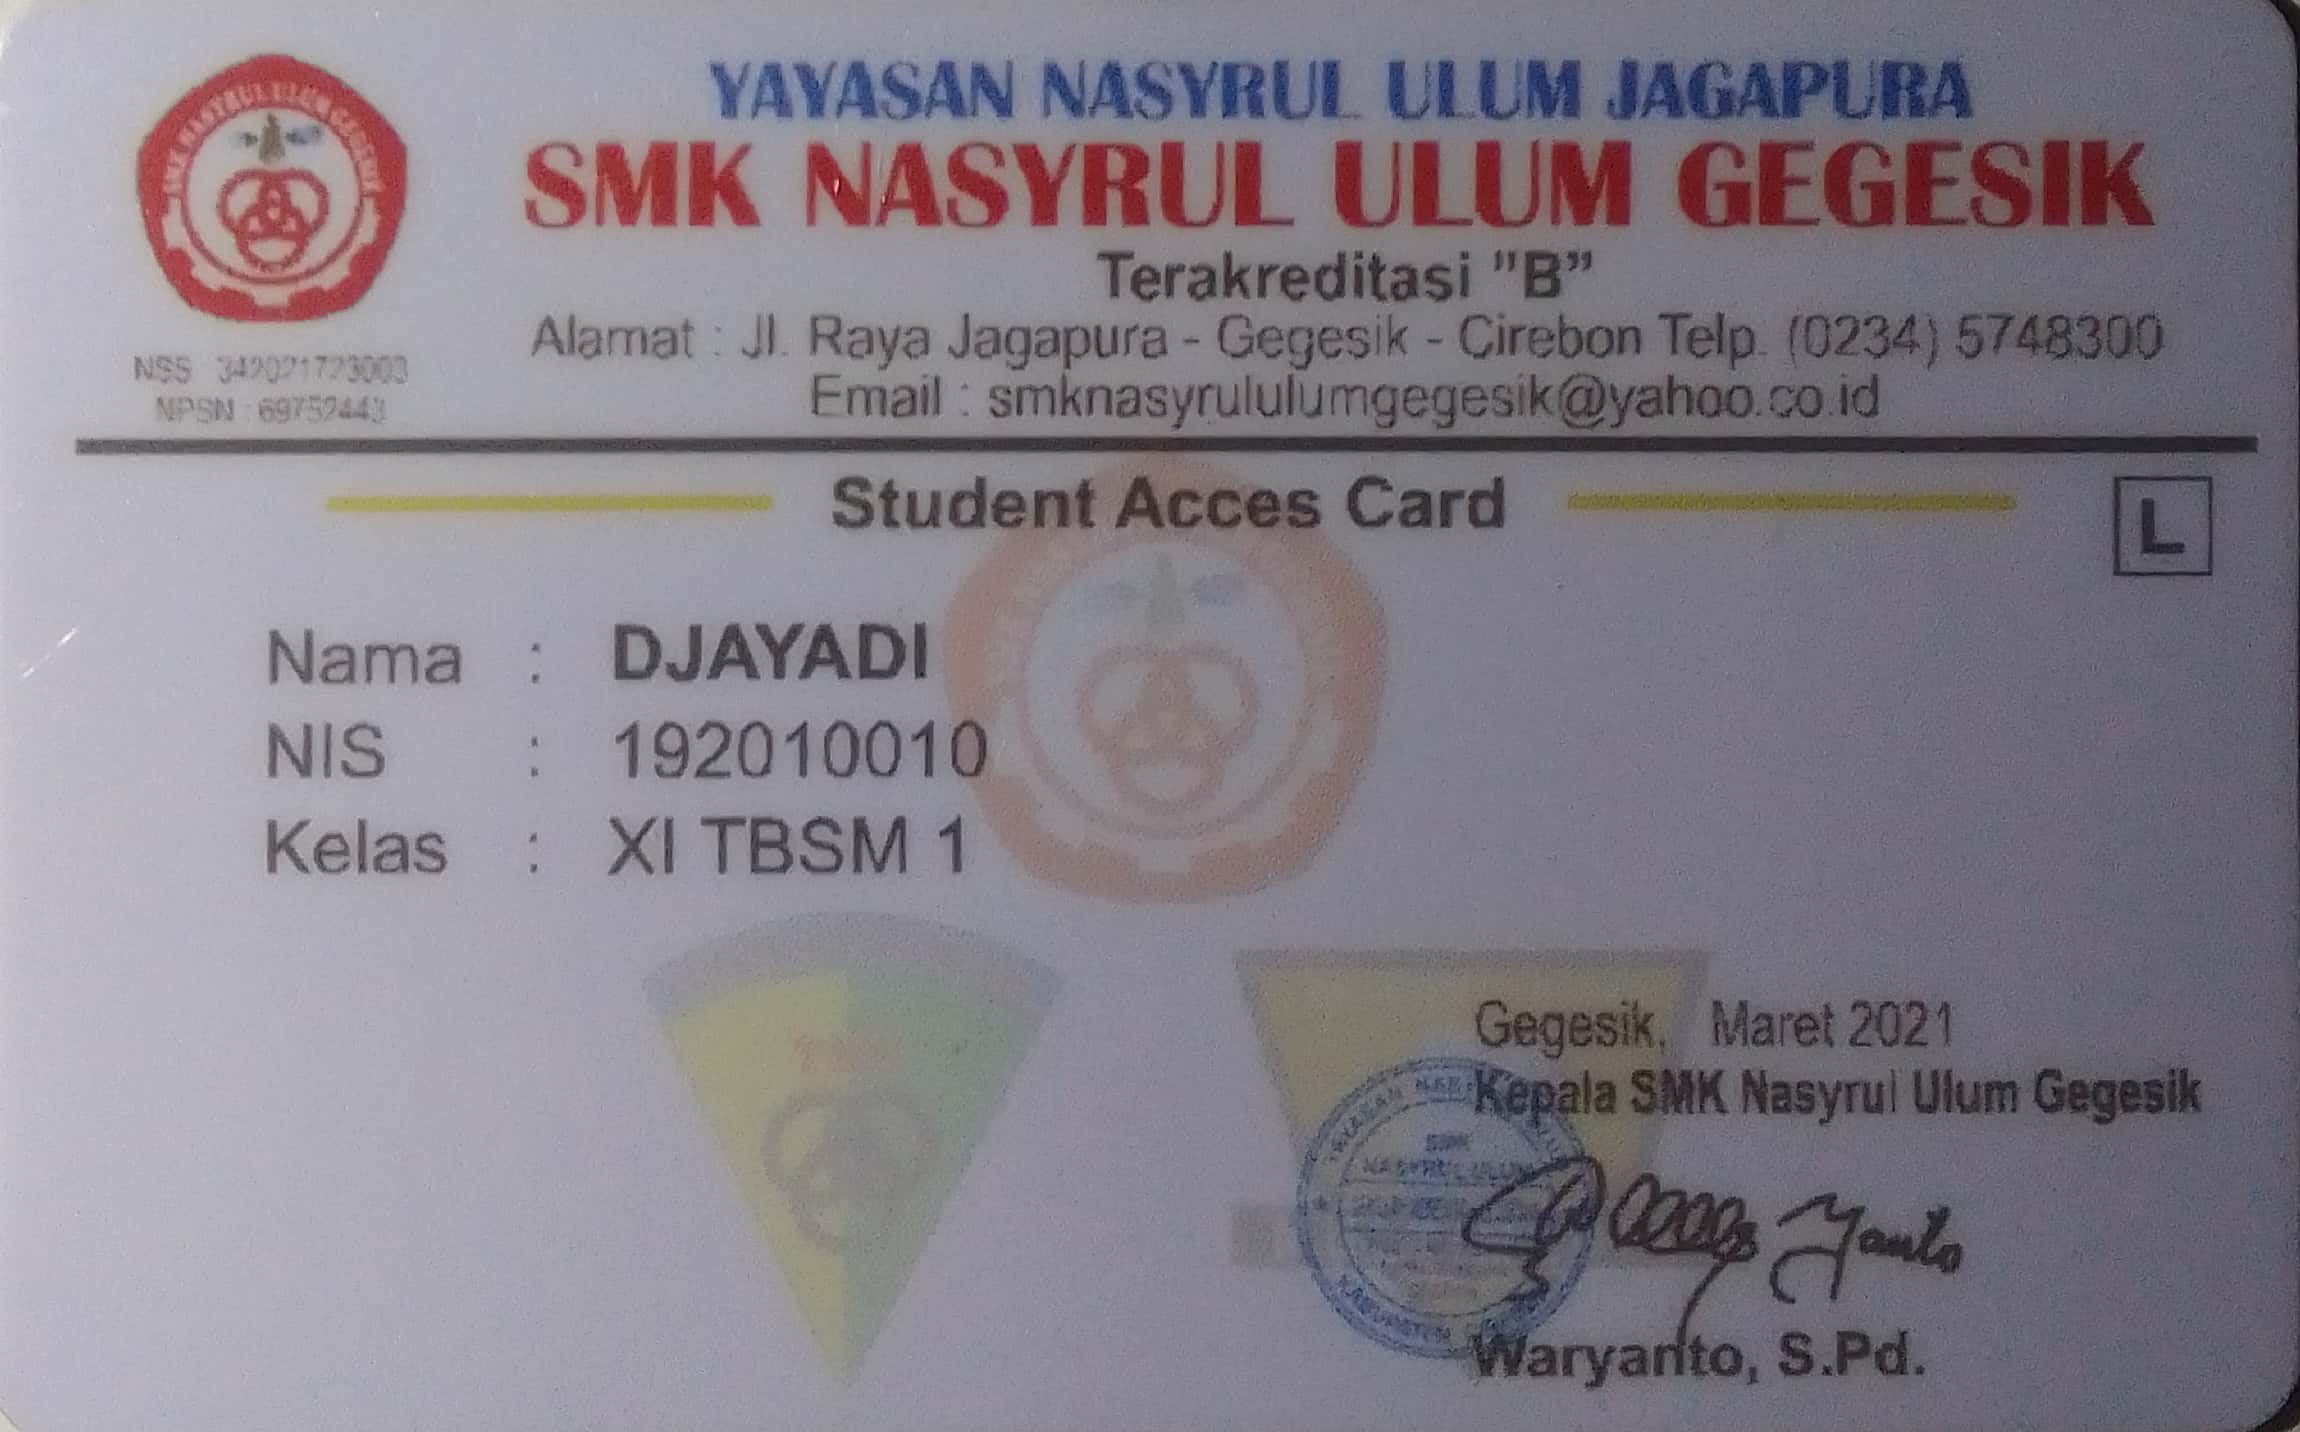 YAYASAN NASYRUL ULUM JAGAPURA
SMK NASYRUL ULUM GEGESIK
Terakreditasi "B"
Alamat : Jl. Raya Jagapura - Gegesik - Cirebon Telp. (0234) 5748300
Email : smknasyrululumgegesik@yahoo.co.id
SMK NASYRUL ULUM GEGESIK
NSS 342021723003
NPSN : 69752443
Student Acces Card
L
Nama : DJAYADI
NIS : 192010010
Kelas : XI TBSM 1
Gegesik, Maret 2021
Kepala SMK Nasyrul Ulum Gegesik
SMK
NASYRUL ULUM
Yanto
Waryanto, S.Pd.